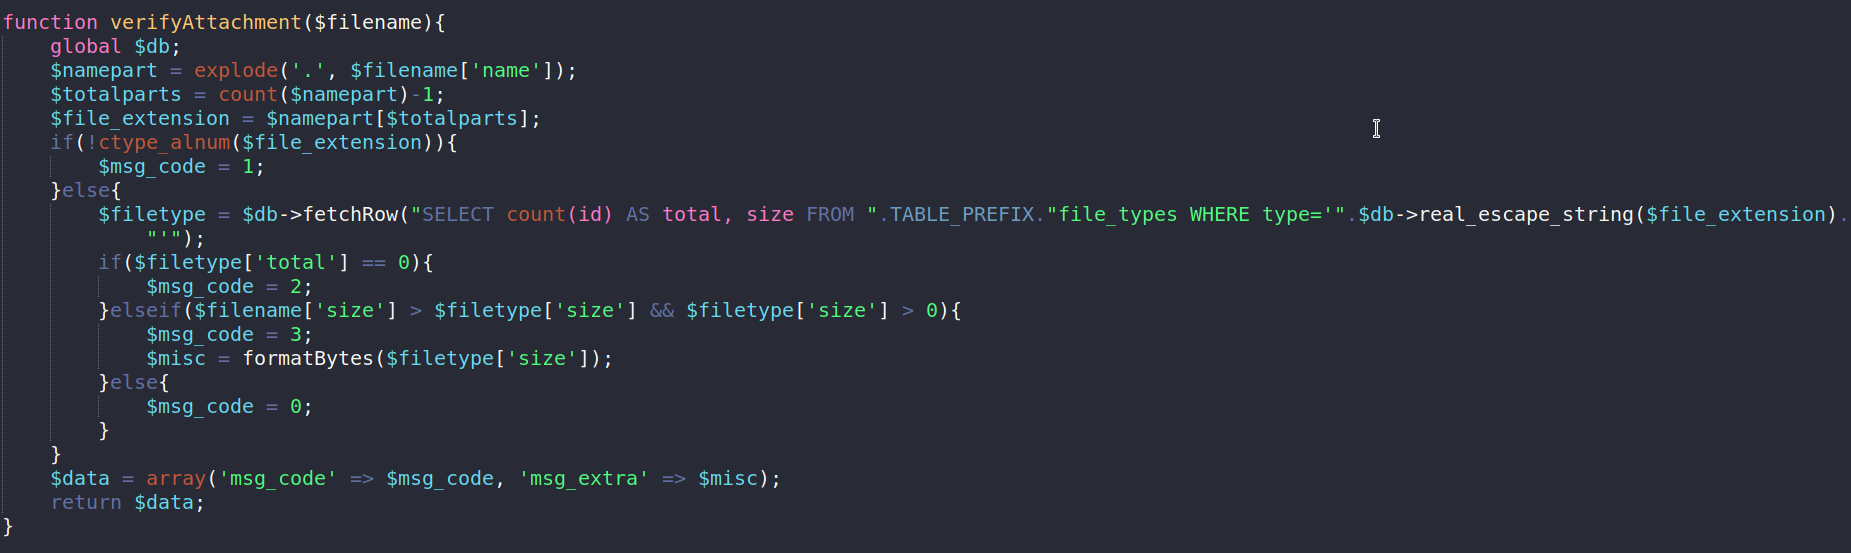 function verifyAttachment($filename){
    global $db;
    $namepart = explode('.', $filename['name']);
    $totalparts = count($namepart)-1;
    $file_extension = $namepart[$totalparts];
    if(!ctype_alnum($file_extension)){
        $msg_code = 1;
    }else{
        $filetype = $db->fetchRow("SELECT count(id) AS total, size FROM ".TABLE_PREFIX."file_types WHERE type='".$db->real_escape_string($file_extension).
            "'");
        if($filetype['total'] == 0){
            $msg_code = 2;
        }elseif($filename['size'] > $filetype['size'] && $filetype['size'] > 0){
            $msg_code = 3;
            $misc = formatBytes($filetype['size']);
        }else{
            $msg_code = 0;
        }
    }
    $data = array('msg_code' => $msg_code, 'msg_extra' => $misc);
    return $data;
}